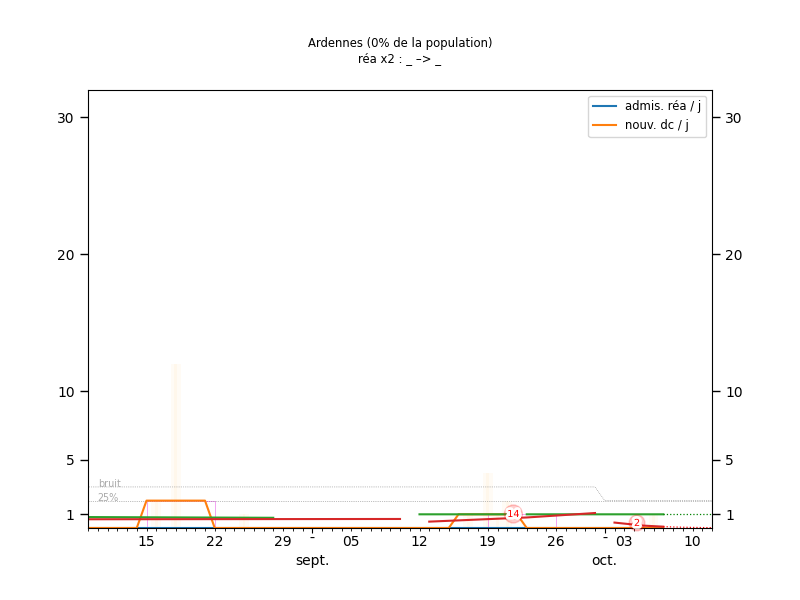 Ardennes (0% de la population)
réa x2 : _ –> _
admis. réa / j
nouv. dc / j
30 30
20 20
10 10
5 5
1 1
bruit
25%
14
2
15 22 29 - 05 12 19 26 - 03 10
sept. oct.